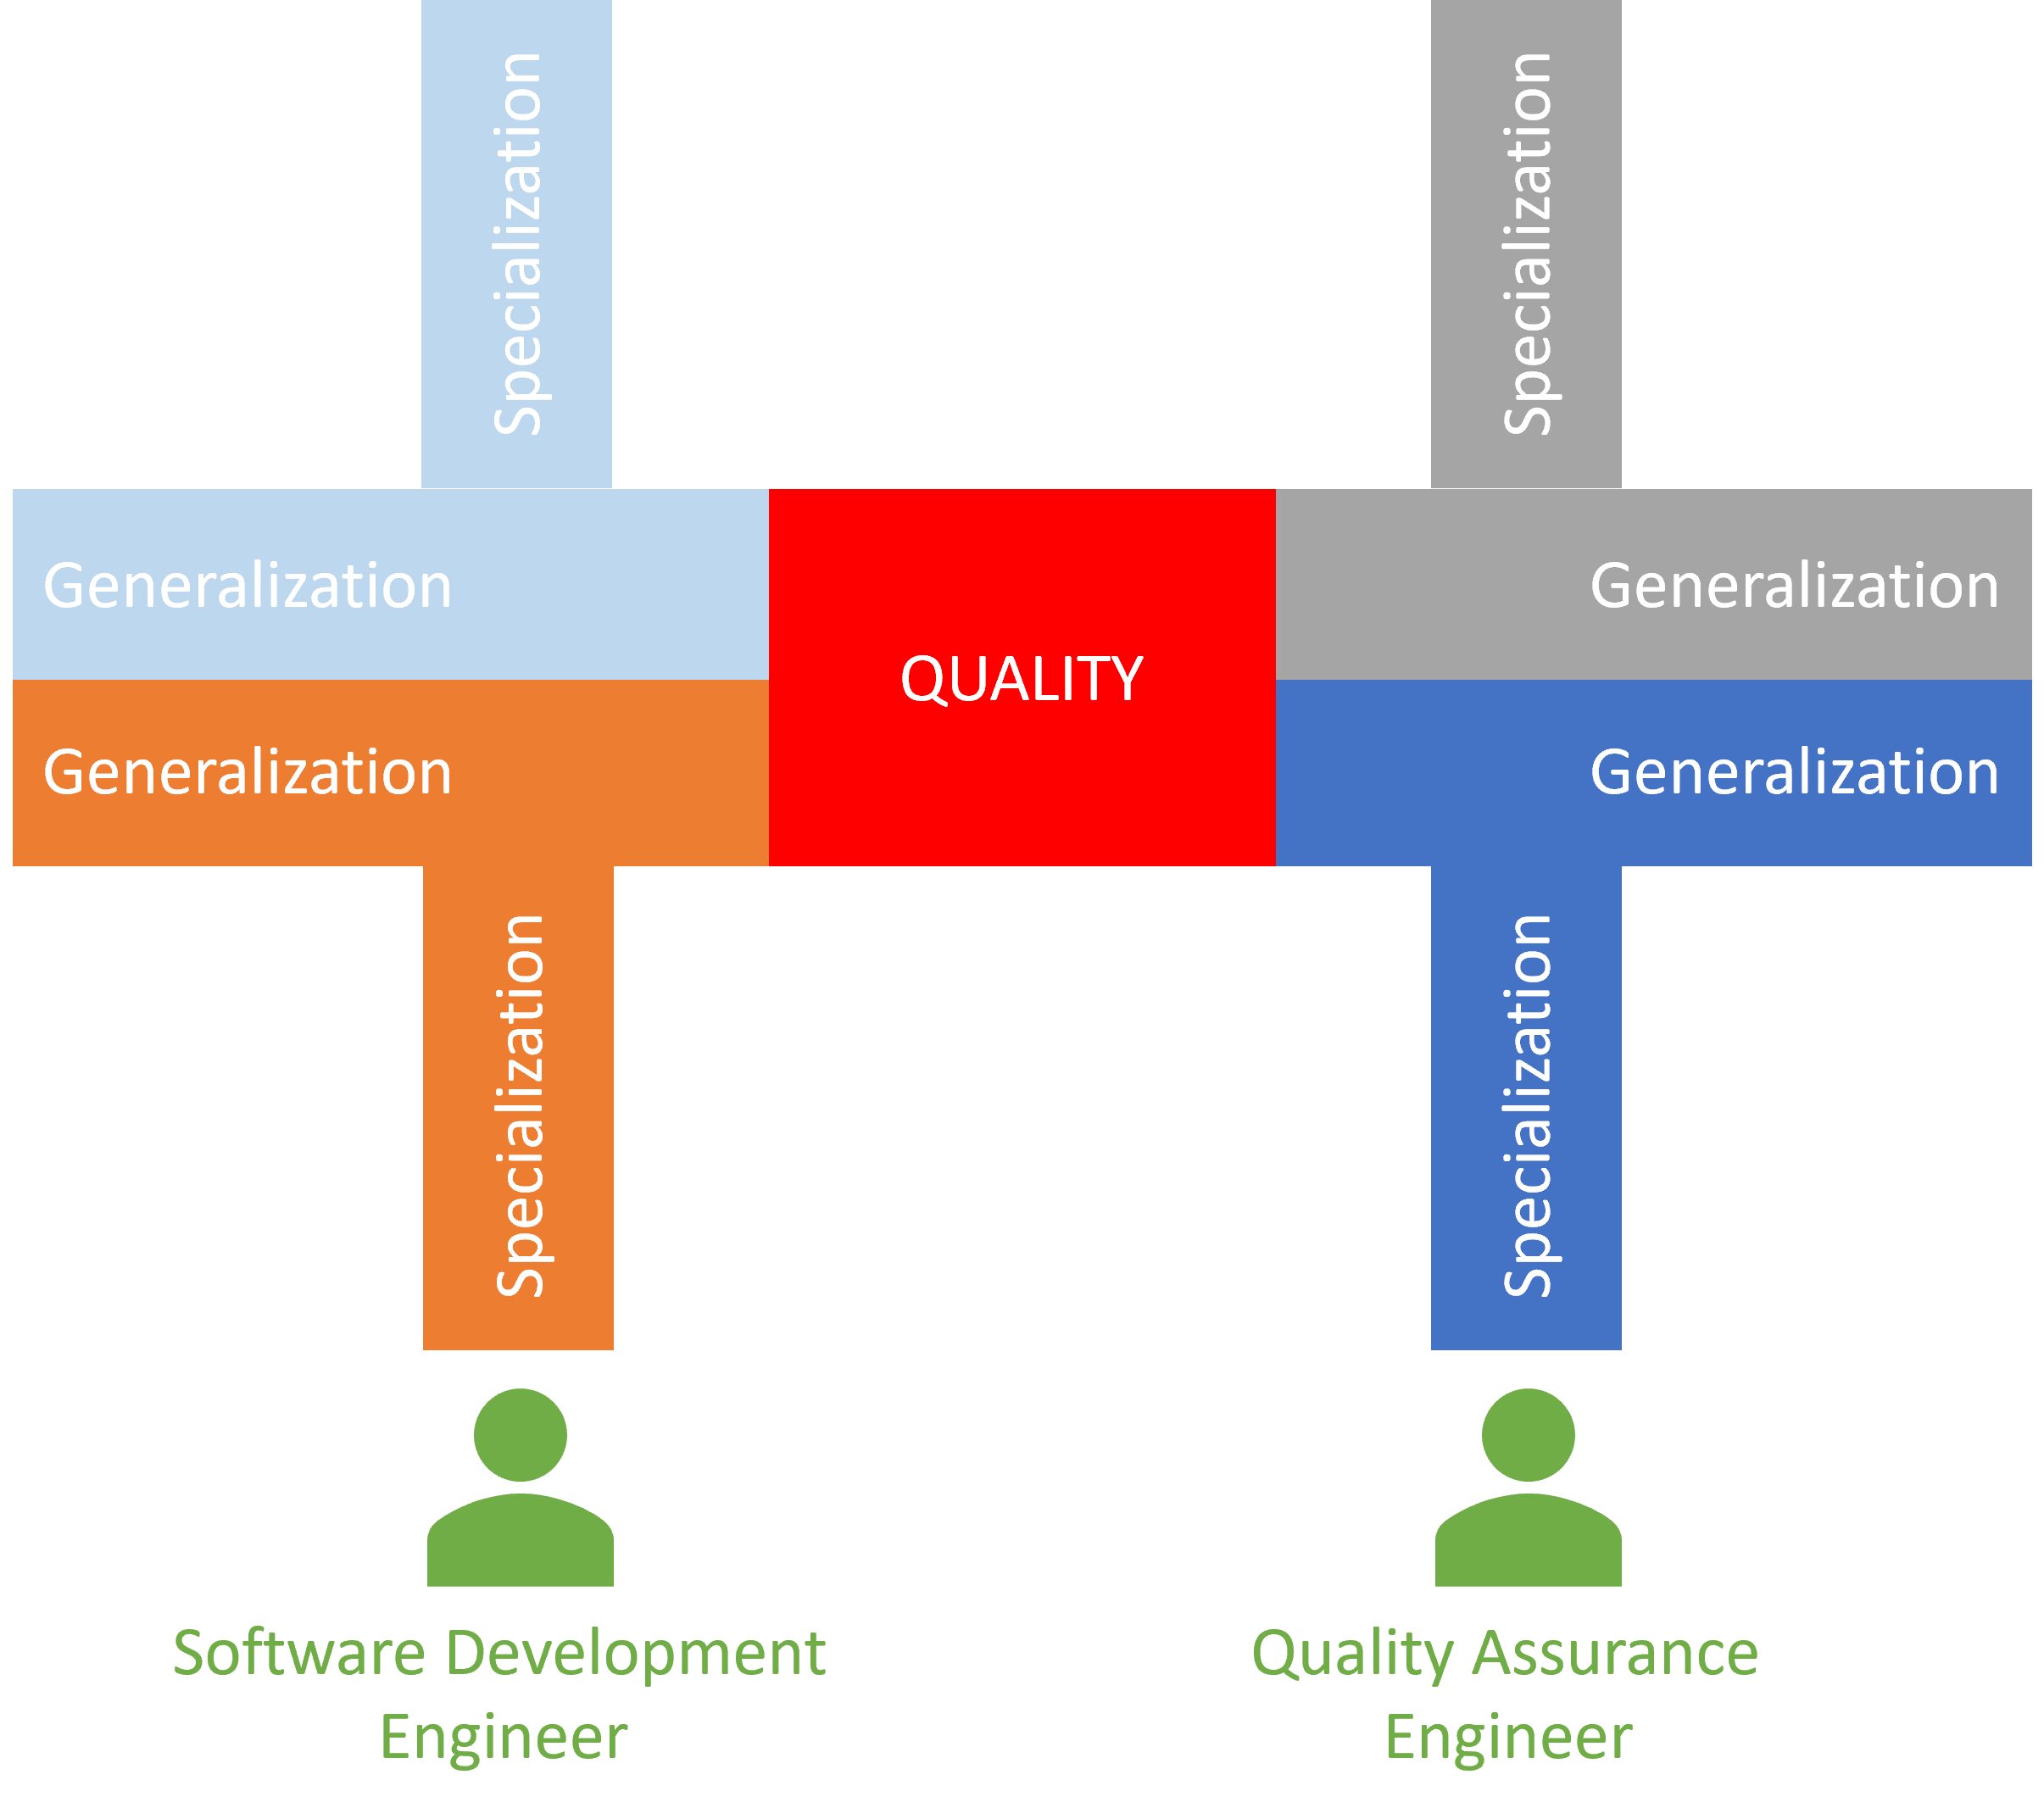 Specialization
Specialization
Generalization
Generalization
QUALITY
Generalization
Generalization
Specialization
Specialization
Software Development
Engineer
Quality Assurance
Engineer